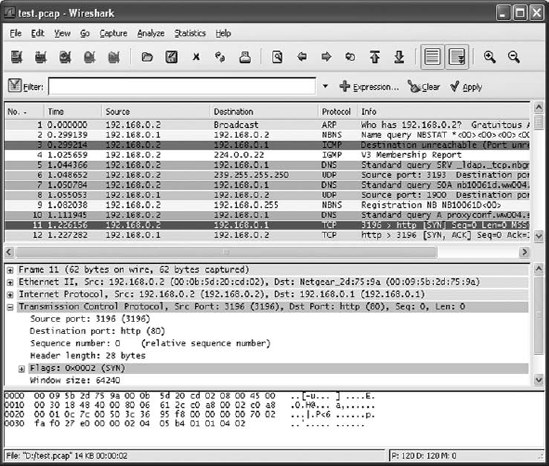 test.pcap - Wireshark
File Edit View Go Capture Analyze Statistics Help
Filter: Expression... Clear Apply
No. - Time Source Destination Protocol Info
1 0.000000 192.168.0.2 Broadcast ARP Who has 192.168.0.2? Gratuitous A
2 0.299139 192.168.0.1 192.168.0.2 NBNS Name query NBSTAT *<00><00><00><00
3 0.299214 192.168.0.2 192.168.0.1 ICMP Destination unreachable (Port unre
4 1.025659 192.168.0.2 224.0.0.22 IGMP V3 Membership Report
5 1.044366 192.168.0.2 192.168.0.1 DNS Standard query SRV _ldap._tcp.nbgm
6 1.048652 192.168.0.2 239.255.255.250 UDP Source port: 3193 Destination
7 1.050784 192.168.0.2 192.168.0.1 DNS Standard query SOA nb10061d.ww004.
8 1.055053 192.168.0.1 192.168.0.2 UDP Source port: 1900 Destination
9 1.082038 192.168.0.2 192.168.0.255 NBNS Registration NB NB10061D<00>
10 1.111945 192.168.0.2 192.168.0.1 DNS Standard query A proxyconf.ww004.s
11 1.226156 192.168.0.2 192.168.0.1 TCP 3196 > http [SYN] Seq=0 Len=0 MSS
12 1.227282 192.168.0.1 192.168.0.2 TCP http > 3196 [SYN, ACK] Seq=0 Ack=
Frame 11 (62 bytes on wire, 62 bytes captured)
Ethernet II, Src: 192.168.0.2 (00:0b:5d:20:cd:02), Dst: Netgear_2d:75:9a (00:09:5b:2d:75:9a)
Internet Protocol, Src: 192.168.0.2 (192.168.0.2), Dst: 192.168.0.1 (192.168.0.1)
Transmission Control Protocol, Src Port: 3196 (3196), Dst Port: http (80), Seq: 0, Len: 0
Source port: 3196 (3196)
Destination port: http (80)
Sequence number: 0 (relative sequence number)
Header length: 28 bytes
Flags: 0x0002 (SYN)
Window size: 64240
0000 00 09 5b 2d 75 9a 00 0b 5d 20 cd 02 08 00 45 00 ..[-u... ] ....E.
0010 00 30 18 48 40 00 80 06 61 2c c0 a8 00 02 c0 a8 .0.H@... a,......
0020 00 01 0c 7c 00 50 3c 36 95 f8 00 00 00 00 70 02 ...|.P<6 ......p.
0030 fa f0 27 e0 00 00 02 04 05 b4 01 01 04 02 ..'..... ......
File: "D:/test.pcap" 14 KB 00:00:02 P: 120 D: 120 M: 0